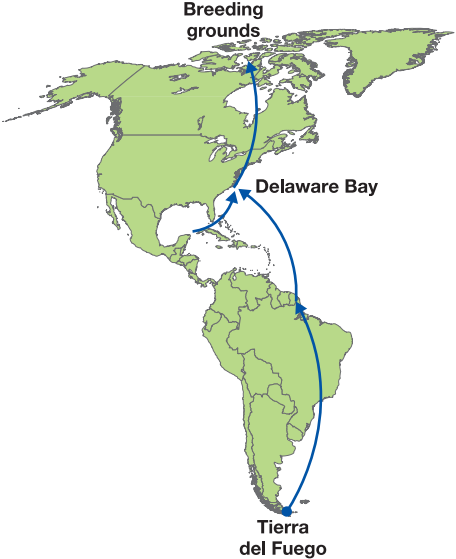 Breeding
grounds
Delaware Bay
Tierra
del Fuego